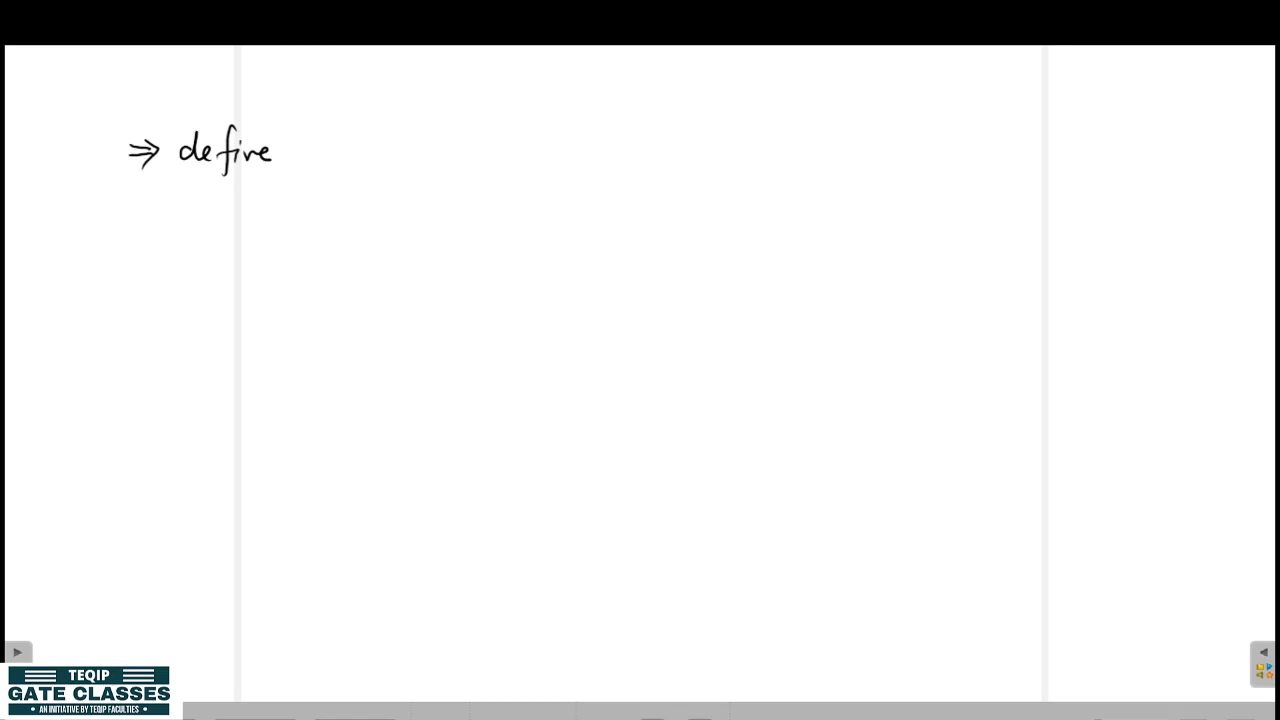 ⇒ define
TEQIP
GATE CLASSES
• AN INITIATIVE BY TEQIP FACULTIES •